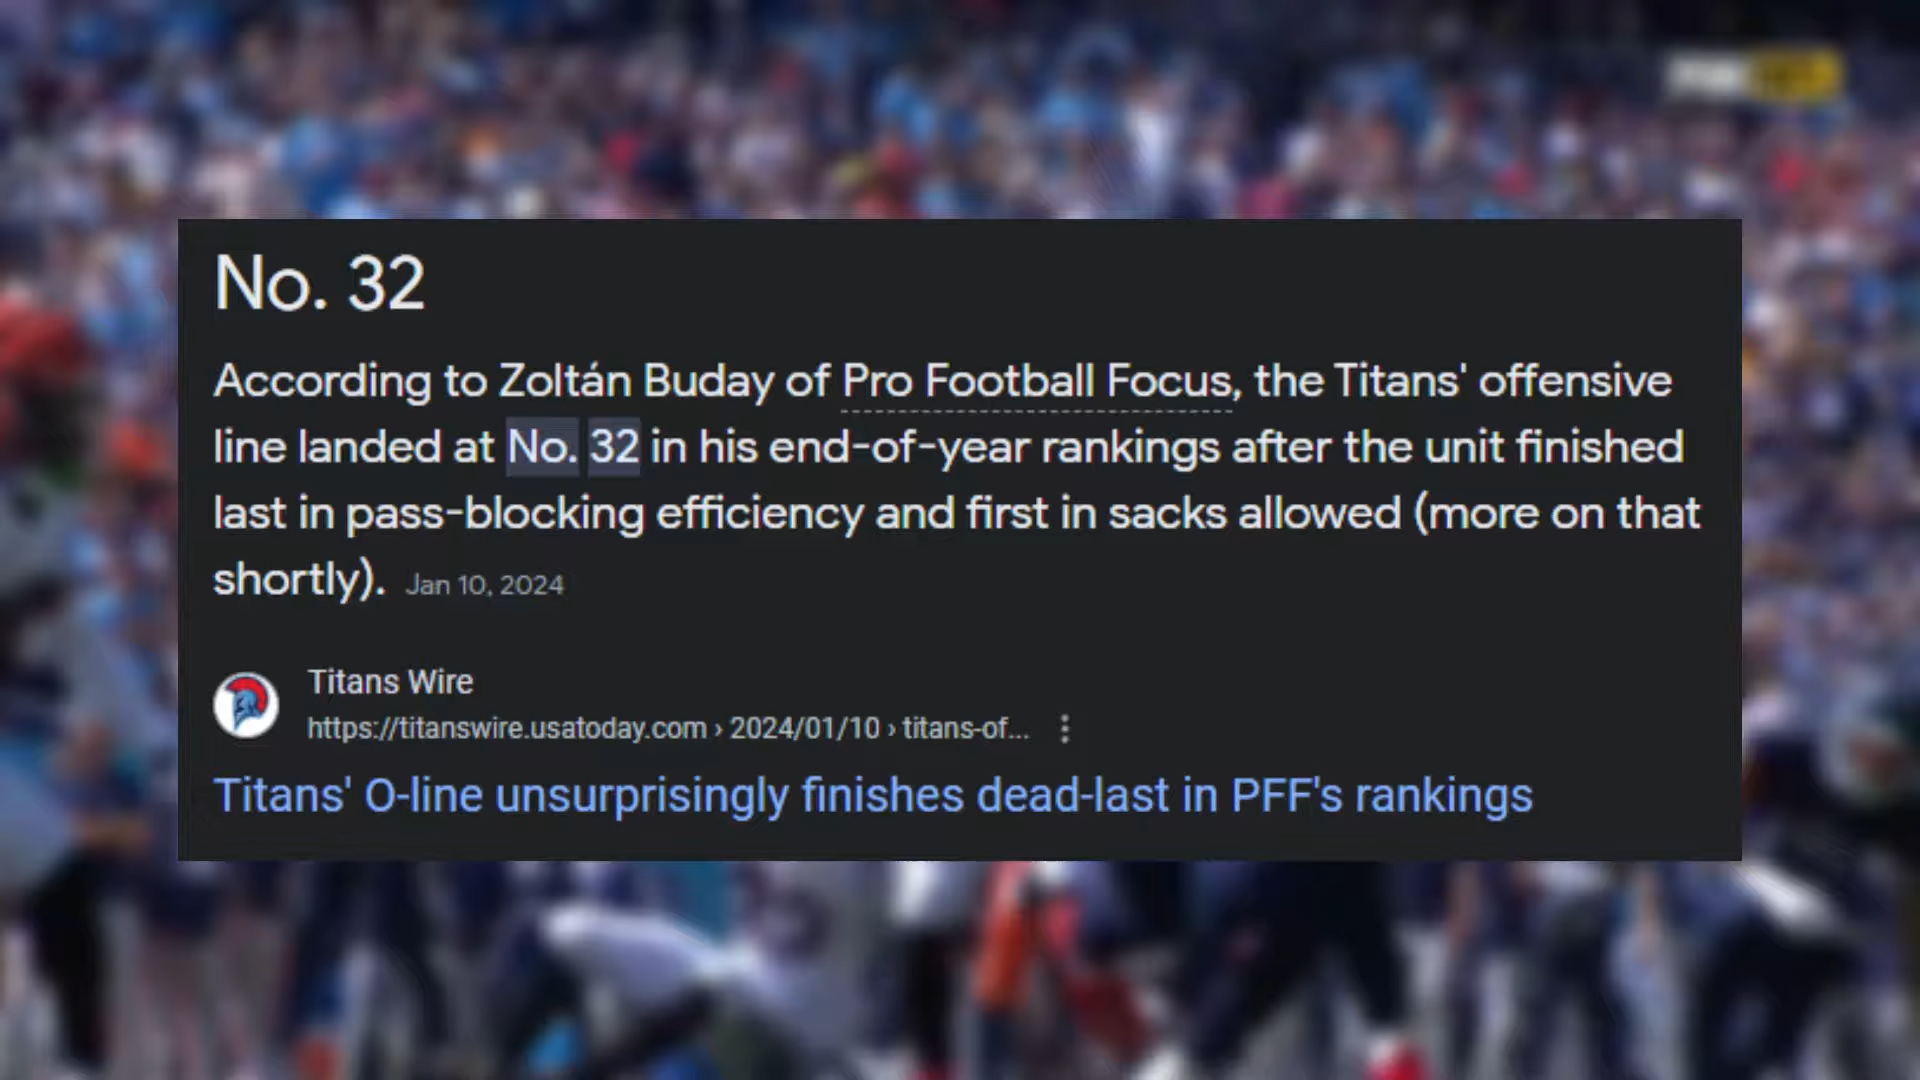 No. 32
According to Zoltán Buday of Pro Football Focus, the Titans' offensive
line landed at No. 32 in his end-of-year rankings after the unit finished
last in pass-blocking efficiency and first in sacks allowed (more on that
shortly). Jan 10, 2024
Titans Wire
https://titanswire.usatoday.com › 2024/01/10 › titans-of...
Titans' O-line unsurprisingly finishes dead-last in PFF's rankings